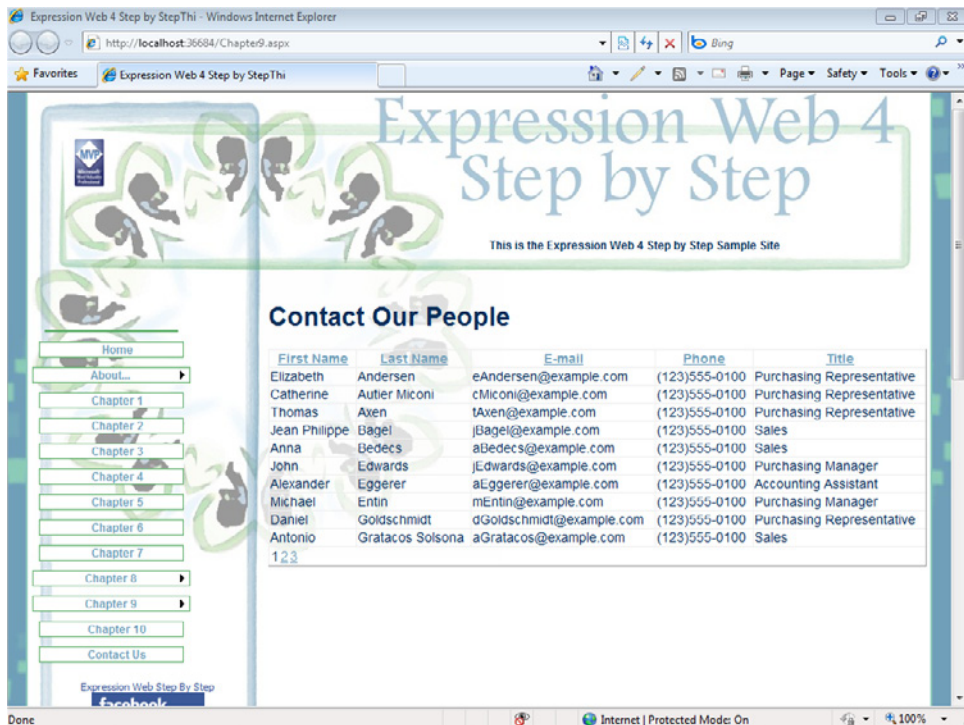 Expression Web 4 Step by StepThi - Windows Internet Explorer
http://localhost:36684/Chapter9.aspx
Bing
Favorites
Expression Web 4 Step by StepThi
Page
Safety
Tools
Expression Web 4
Step by Step
MVP
Microsoft
This is the Expression Web 4 Step by Step Sample Site
Home
About...
Chapter 1
Chapter 2
Chapter 3
Chapter 4
Chapter 5
Chapter 6
Chapter 7
Chapter 8
Chapter 9
Chapter 10
Contact Us
Expression Web Step By Step
facebook
Contact Our People
First Name Last Name E-mail Phone Title
Elizabeth Andersen eAndersen@example.com (123)555-0100 Purchasing Representative
Catherine Autier Miconi cMiconi@example.com (123)555-0100 Purchasing Representative
Thomas Axen tAxen@example.com (123)555-0100 Purchasing Representative
Jean Philippe Bagel jBagel@example.com (123)555-0100 Sales
Anna Bedecs aBedecs@example.com (123)555-0100 Sales
John Edwards jEdwards@example.com (123)555-0100 Purchasing Manager
Alexander Eggerer aEggerer@example.com (123)555-0100 Accounting Assistant
Michael Entin mEntin@example.com (123)555-0100 Purchasing Manager
Daniel Goldschmidt dGoldschmidt@example.com (123)555-0100 Purchasing Representative
Antonio Gratacos Solsona aGratacos@example.com (123)555-0100 Sales
1 2 3
Done
Internet | Protected Mode: On
100%